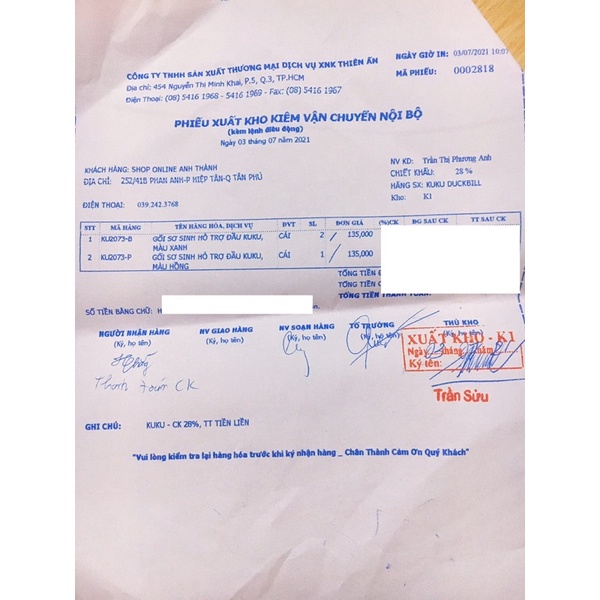 CÔNG TY TNHH SẢN XUẤT THƯƠNG MẠI DỊCH VỤ XNK THIÊN ẤN
Địa chỉ: 454 Nguyễn Thị Minh Khai, P.5, Q.3, TP.HCM
Điện Thoại: (08) 5416 1968 - 5416 1969 - Fax: (08) 5416 1967
NGÀY GIỜ IN: 03/07/2021 10:07
MÃ PHIẾU: 0002818
PHIẾU XUẤT KHO KIÊM VẬN CHUYỂN NỘI BỘ
(kèm lệnh điều động)
Ngày 03 tháng 07 năm 2021
KHÁCH HÀNG: SHOP ONLINE ANH THÀNH
ĐỊA CHỈ: 252/41B PHAN ANH-P HIỆP TÂN-Q TÂN PHÚ
ĐIỆN THOẠI: 039.242.3768
NV KD: Trần Thị Phương Anh
CHIẾT KHẤU: 28 %
HÃNG SX: KUKU DUCKBILL
Kho: K1
STT MÃ HÀNG TÊN HÀNG HÓA, DỊCH VỤ ĐVT SL ĐƠN GIÁ (%)CK ĐG SAU CK TT SAU CK
1 KU2073-B GỐI SƠ SINH HỖ TRỢ ĐẦU KUKU, MÀU XANH CÁI 2 135,000
2 KU2073-P GỐI SƠ SINH HỖ TRỢ ĐẦU KUKU, MÀU HỒNG CÁI 1 135,000
TỔNG TIỀN
TỔNG TIỀN
TỔNG TIỀN THANH TOÁN:
SỐ TIỀN BẰNG CHỮ:
NGƯỜI NHẬN HÀNG NV GIAO HÀNG NV SOẠN HÀNG TỔ TRƯỞNG THỦ KHO
(Ký, họ tên) (Ký, họ tên) (Ký, họ tên) (Ký, họ tên) (Ký, họ tên)
XUẤT KHO - K1
Ngày tháng năm
Ký tên:
Trần Sửu
Thanh toán CK
GHI CHÚ: KUKU - CK 28%, TT TIỀN LIỀN
"Vui lòng kiểm tra lại hàng hóa trước khi ký nhận hàng _ Chân Thành Cảm Ơn Quý Khách"